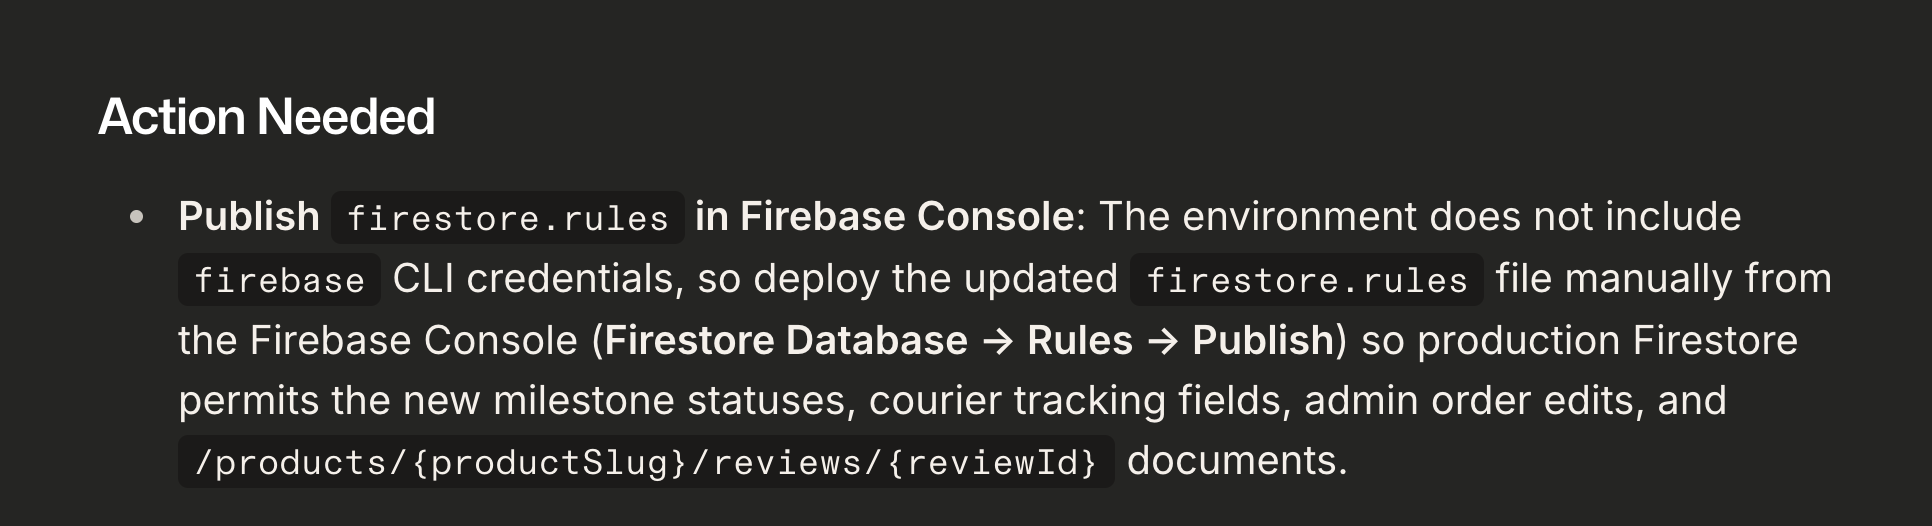 Action Needed
• Publish firestore.rules in Firebase Console: The environment does not include
firebase CLI credentials, so deploy the updated firestore.rules file manually from
the Firebase Console (Firestore Database → Rules → Publish) so production Firestore
permits the new milestone statuses, courier tracking fields, admin order edits, and
/products/{productSlug}/reviews/{reviewId} documents.